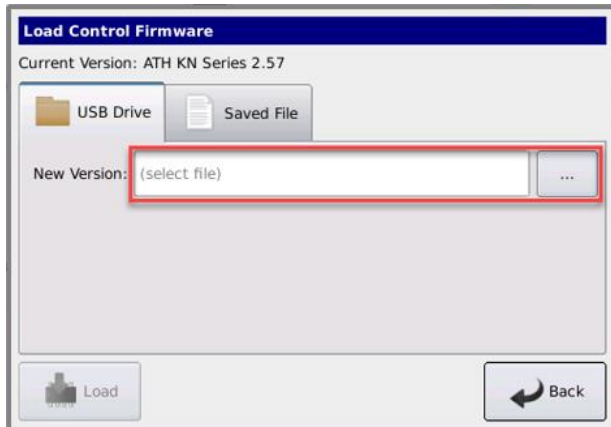 Load Control Firmware
Current Version: ATH KN Series 2.57
USB Drive Saved File
New Version: (select file) ...
Load Back